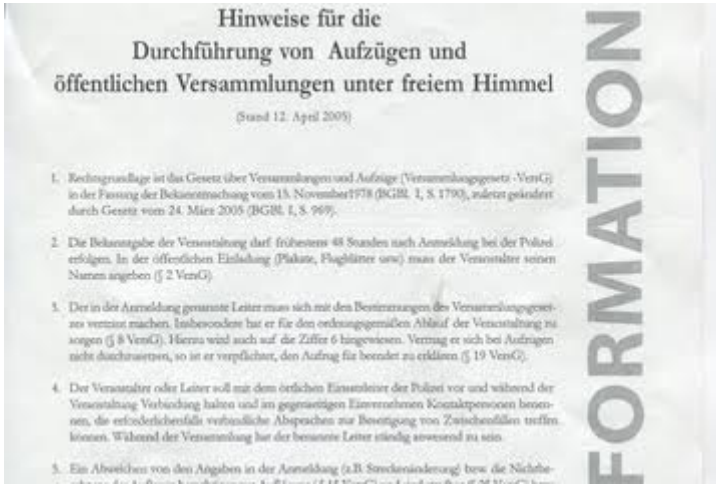 Hinweise für die
Durchführung von Aufzügen und
öffentlichen Versammlungen unter freiem Himmel
(Stand 12. April 2005)
1. Rechtsgrundlage ist das Gesetz über Versammlungen und Aufzüge (Versammlungsgesetz -VersG)
in der Fassung der Bekanntmachung vom 15. November1978 (BGBl. I, S. 1790), zuletzt geändert
durch Gesetz vom 24. März 2005 (BGBl. I, S. 969).
2. Die Bekanntgabe der Veranstaltung darf frühestens 48 Stunden nach Anmeldung bei der Polizei
erfolgen. In der öffentlichen Einladung (Plakate, Flugblätter usw) muss der Veranstalter seinen
Namen angeben (§ 2 VersG).
3. Der in der Anmeldung genannte Leiter muss sich mit den Bestimmungen des Versammlungsgeset-
zes vertraut machen. Insbesondere hat er für den ordnungsgemäßen Ablauf der Veranstaltung zu
sorgen (§ 8 VersG). Hierzu wird auch auf die Ziffer 6 hingewiesen. Vermag er sich bei Aufzügen
nicht durchzusetzen, so ist er verpflichtet, den Aufzug für beendet zu erklären (§ 19 VersG).
4. Der Veranstalter oder Leiter soll mit dem örtlichen Einsatzleiter der Polizei vor und während der
Veranstaltung Verbindung halten und im gegenseitigen Einvernehmen Kontaktpersonen benen-
nen, die erforderlichenfalls verbindliche Absprachen zur Beseitigung von Zwischenfällen treffen
können. Während der Versammlung hat der benannte Leiter ständig anwesend zu sein.
5. Ein Abweichen von den Angaben in der Anmeldung (z.B. Streckenänderung) bzw. die Nichtbe-
FORMATION